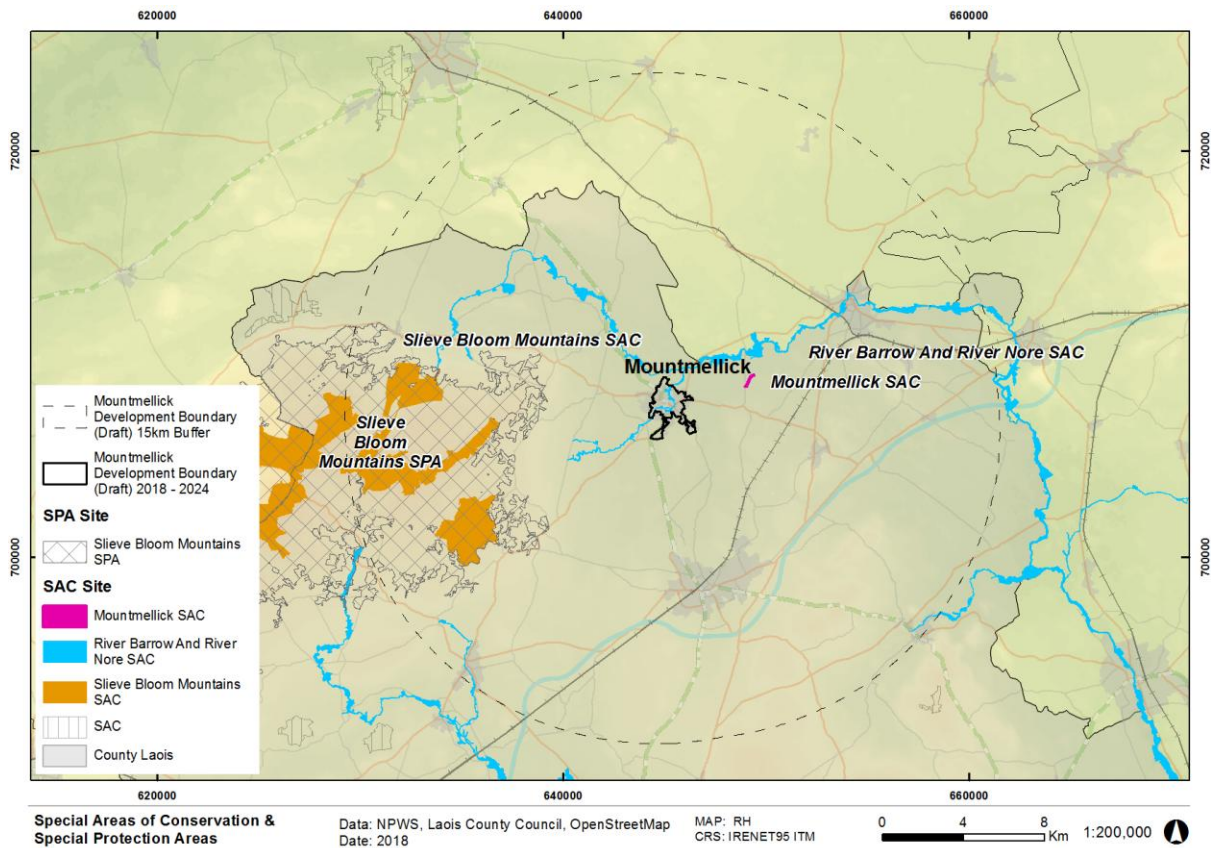 620000
640000
660000
720000
720000
Slieve Bloom Mountains SAC
River Barrow And River Nore SAC
Mountmellick
Mountmellick SAC
Slieve
Bloom
Mountains SPA
700000
700000
Mountmellick
Development Boundary
(Draft) 15km Buffer
Mountmellick
Development Boundary
(Draft) 2018 - 2024
SPA Site
Slieve Bloom Mountains
SPA
SAC Site
Mountmellick SAC
River Barrow And River
Nore SAC
Slieve Bloom Mountains
SAC
SAC
County Laois
620000
640000
660000
Special Areas of Conservation &
Special Protection Areas
Data: NPWS, Laois County Council, OpenStreetMap
Date: 2018
MAP: RH
CRS: IRENET95 ITM
0 4 8
Km
1:200,000